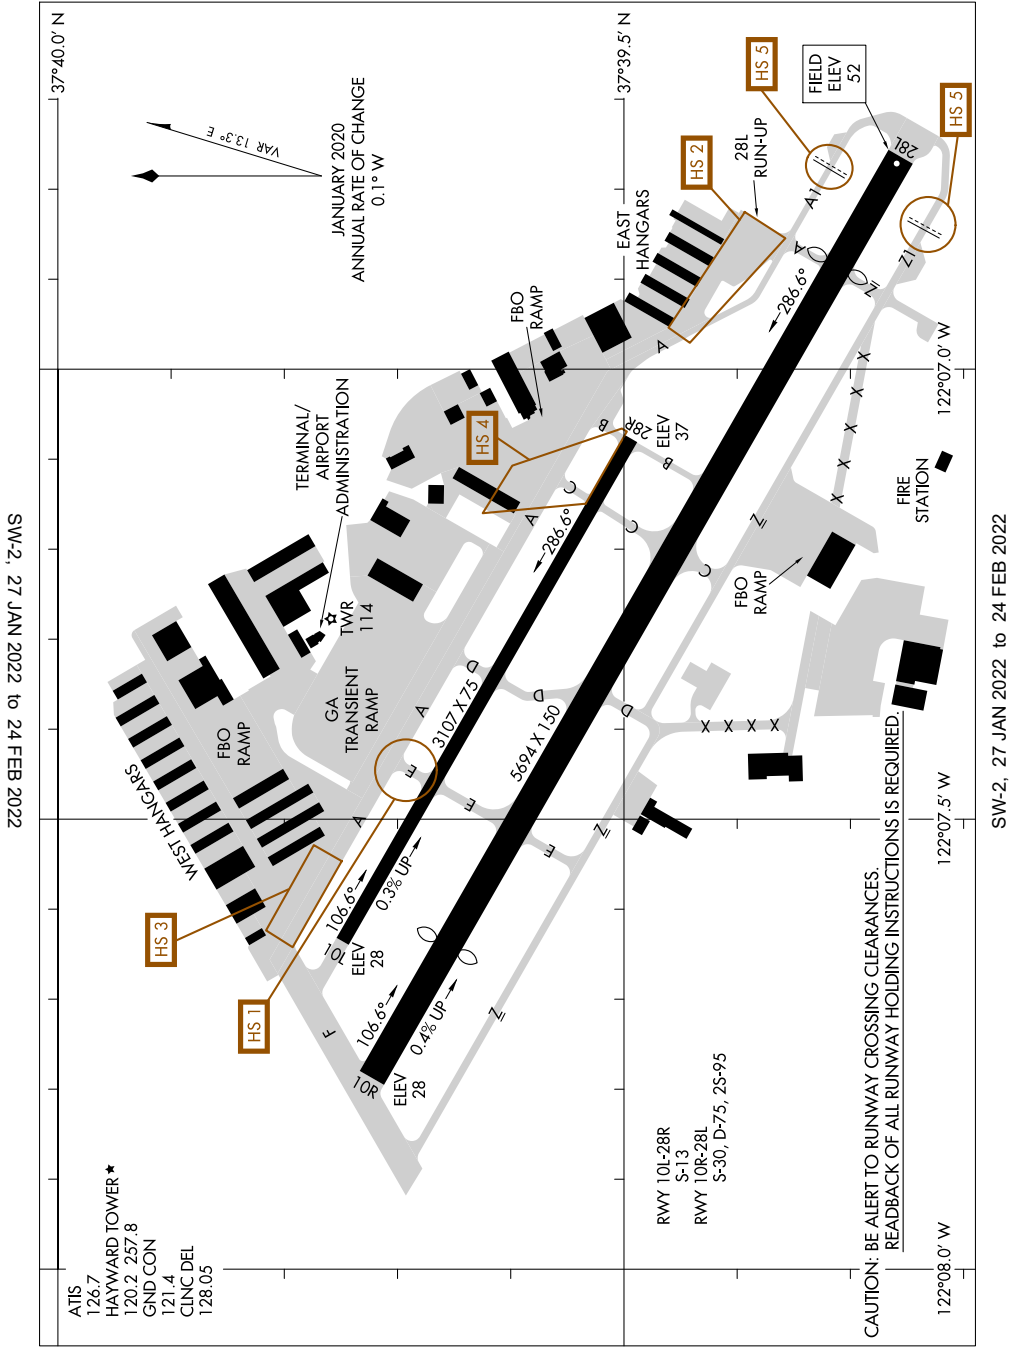 SW-2, 27 JAN 2022 to 24 FEB 2022
ATIS
126.7
HAYWARD TOWER ★
120.2 257.8
GND CON
121.4
CLNC DEL
128.05
37°40.0' N
37°39.5' N
VAR 13.3° E
JANUARY 2020
ANNUAL RATE OF CHANGE
0.1° W
WEST HANGARS
FBO
RAMP
GA
TRANSIENT
RAMP
TERMINAL/
AIRPORT
ADMINISTRATION
TWR
114
FBO
RAMP
EAST
HANGARS
28L
RUN-UP
FIELD
ELEV
52
HS 1
HS 2
HS 3
HS 4
HS 5
HS 5
10L
ELEV
28
106.6°
0.3% UP
3107 X 75
286.6°
28R
ELEV
37
10R
ELEV
28
106.6°
0.4% UP
5694 X 150
286.6°
28L
F
A
A
A
A
A
A1
B
B
C
C
C
D
D
D
E
E
E
Z
Z
Z
Z
Z1
X X X X
X X X X X
FBO
RAMP
FIRE
STATION
RWY 10L-28R
S-13
RWY 10R-28L
S-30, D-75, 2S-95
CAUTION: BE ALERT TO RUNWAY CROSSING CLEARANCES.
READBACK OF ALL RUNWAY HOLDING INSTRUCTIONS IS REQUIRED.
122°08.0' W
122°07.5' W
122°07.0' W
SW-2, 27 JAN 2022 to 24 FEB 2022